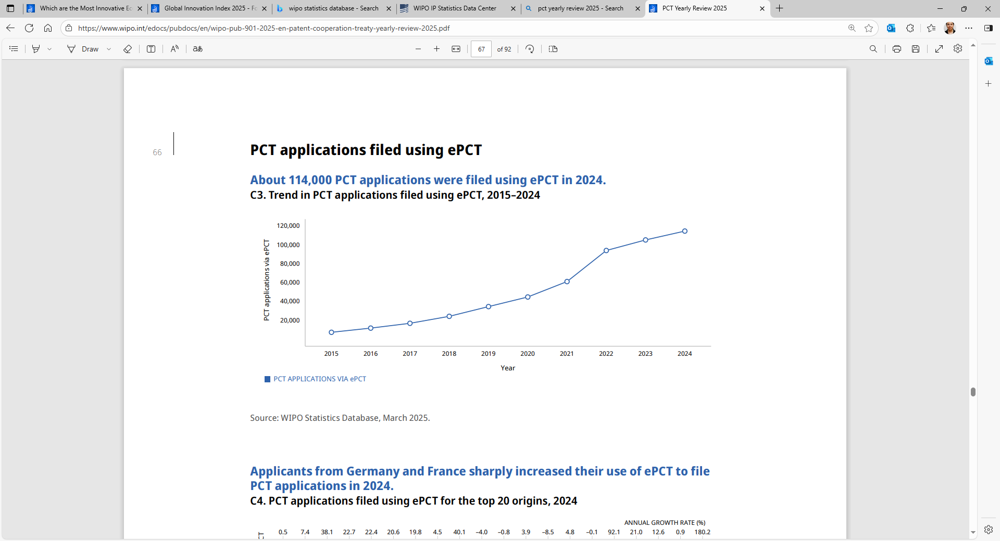 Which are the Most Innovative Ec
Global Innovation Index 2025 - Fo
wipo statistics database - Search
WIPO IP Statistics Data Center
pct yearly review 2025 - Search
PCT Yearly Review 2025
https://www.wipo.int/edocs/pubdocs/en/wipo-pub-901-2025-en-patent-cooperation-treaty-yearly-review-2025.pdf
Draw
67 of 92
66
PCT applications filed using ePCT
About 114,000 PCT applications were filed using ePCT in 2024.
C3. Trend in PCT applications filed using ePCT, 2015–2024
PCT applications via ePCT
120,000
100,000
80,000
60,000
40,000
20,000
2015 2016 2017 2018 2019 2020 2021 2022 2023 2024
Year
PCT APPLICATIONS VIA ePCT
Source: WIPO Statistics Database, March 2025.
Applicants from Germany and France sharply increased their use of ePCT to file
PCT applications in 2024.
C4. PCT applications filed using ePCT for the top 20 origins, 2024
ANNUAL GROWTH RATE (%)
0.5 7.4 38.1 22.7 22.4 20.6 19.8 4.5 40.1 –4.0 –0.8 3.9 –8.5 4.8 –0.1 92.1 21.0 12.6 0.9 180.2